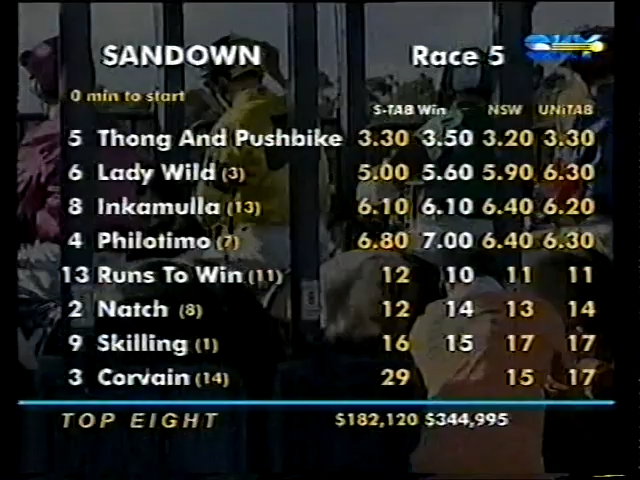 SANDOWN Race 5 SKY
0 min to start
S-TAB Win NSW UNiTAB
5 Thong And Pushbike 3.30 3.50 3.20 3.30
6 Lady Wild (3) 5.00 5.60 5.90 6.30
8 Inkamulla (13) 6.10 6.10 6.40 6.20
4 Philotimo (7) 6.80 7.00 6.40 6.30
13 Runs To Win (11) 12 10 11 11
2 Natch (8) 12 14 13 14
9 Skilling (1) 16 15 17 17
3 Corvain (14) 29 15 17
TOP EIGHT $182,120 $344,995